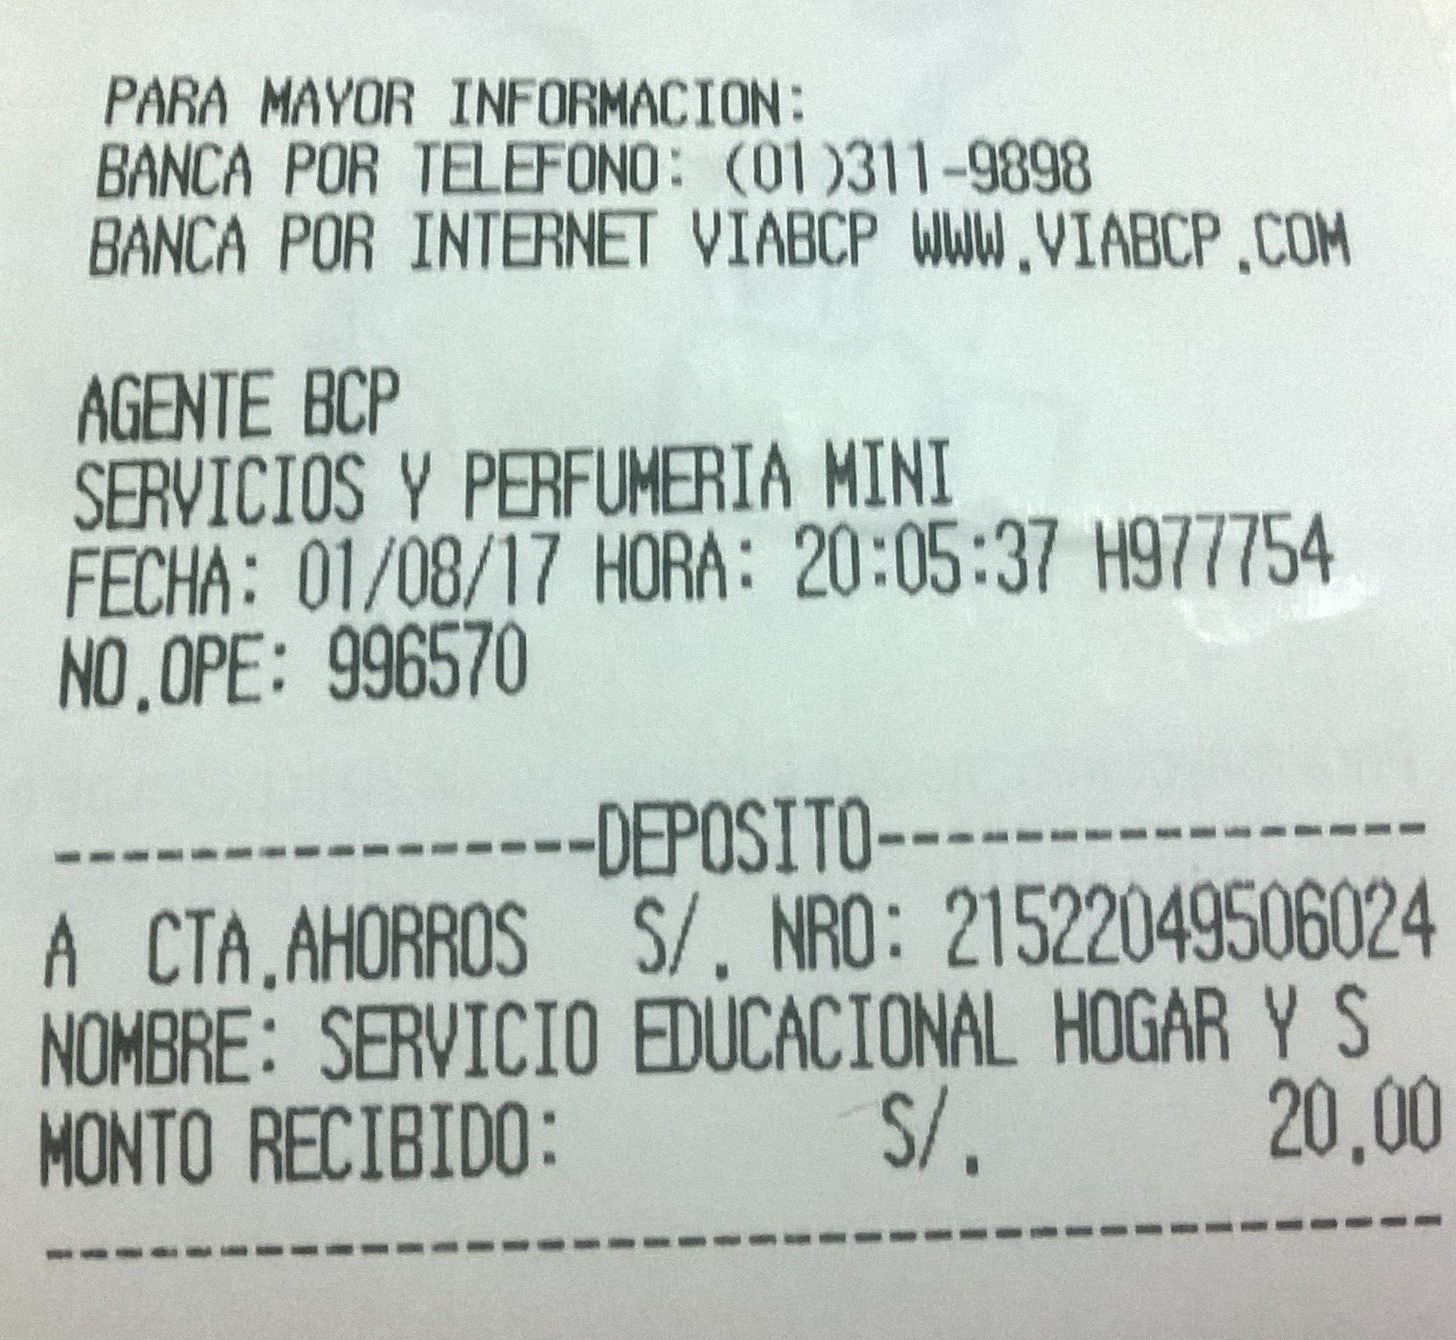 PARA MAYOR INFORMACION:
BANCA POR TELEFONO: (01)311-9898
BANCA POR INTERNET VIABCP WWW.VIABCP.COM
AGENTE BCP
SERVICIOS Y PERFUMERIA MINI
FECHA: 01/08/17 HORA: 20:05:37 H977754
NO.OPE: 996570
----------------DEPOSITO----------------
A CTA.AHORROS S/. NRO: 21522049506024
NOMBRE: SERVICIO EDUCACIONAL HOGAR Y S
MONTO RECIBIDO: S/. 20.00
----------------------------------------